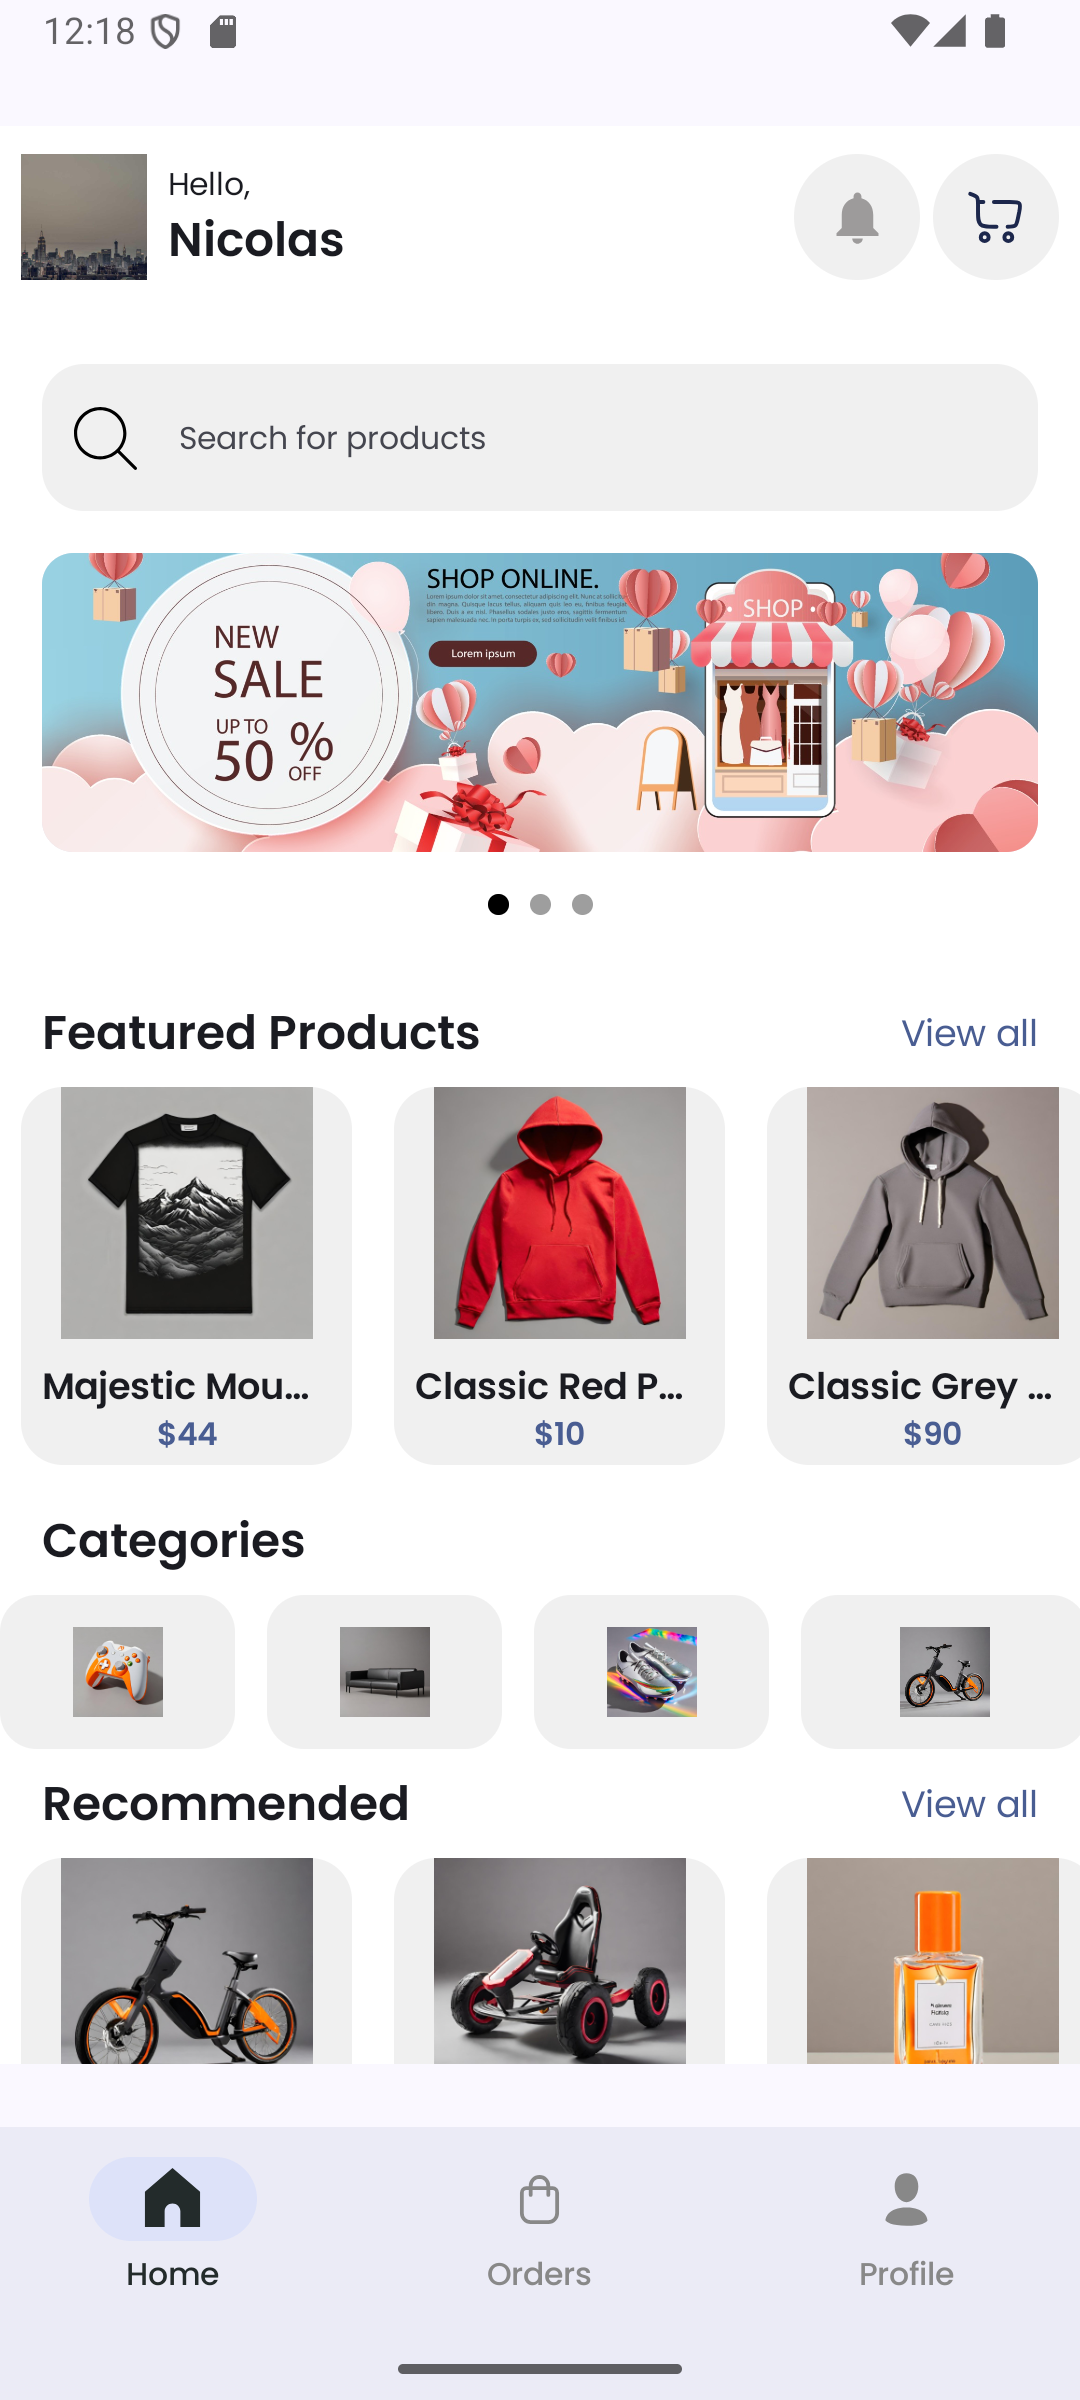 12:18
Hello,
Nicolas
Search for products
NEW
SALE
UP TO
50 %
OFF
SHOP ONLINE.
Lorem ipsum
• SHOP •
Featured Products
View all
Majestic Mou...
$44
Classic Red P...
$10
Classic Grey ...
$90
Categories
Recommended
View all
Home
Orders
Profile